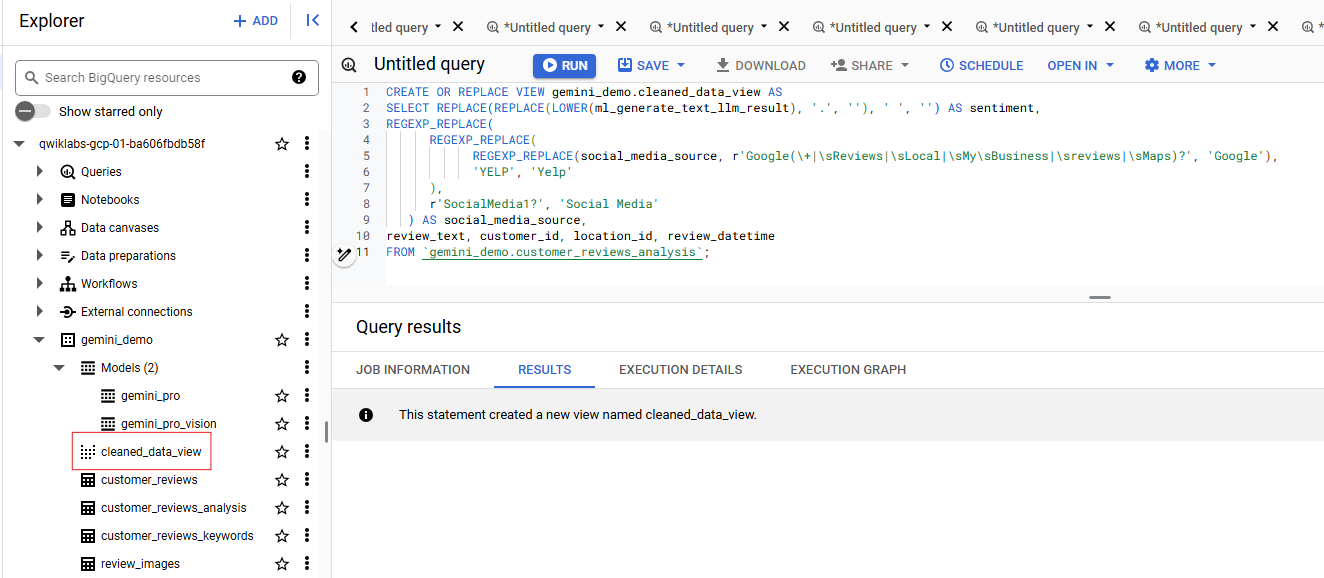 Explorer
+ ADD
Search BigQuery resources
Show starred only
qwiklabs-gcp-01-ba606fbdb58f
Queries
Notebooks
Data canvases
Data preparations
Workflows
External connections
gemini_demo
Models (2)
gemini_pro
gemini_pro_vision
cleaned_data_view
customer_reviews
customer_reviews_analysis
customer_reviews_keywords
review_images
tled query *Untitled query *Untitled query *Untitled query *Untitled query *Untitled query *
Untitled query RUN SAVE DOWNLOAD SHARE SCHEDULE OPEN IN MORE
1 CREATE OR REPLACE VIEW gemini_demo.cleaned_data_view AS
2 SELECT REPLACE(REPLACE(LOWER(ml_generate_text_llm_result), '.', ''), ' ', '') AS sentiment,
3 REGEXP_REPLACE(
4 REGEXP_REPLACE(
5 REGEXP_REPLACE(social_media_source, r'Google(\+|\sReviews|\sLocal|\sMy\sBusiness|\sreviews|\sMaps)?', 'Google'),
6 'YELP', 'Yelp'
7 ),
8 r'SocialMedia1?', 'Social Media'
9 ) AS social_media_source,
10 review_text, customer_id, location_id, review_datetime
11 FROM `gemini_demo.customer_reviews_analysis`;
Query results
JOB INFORMATION RESULTS EXECUTION DETAILS EXECUTION GRAPH
This statement created a new view named cleaned_data_view.